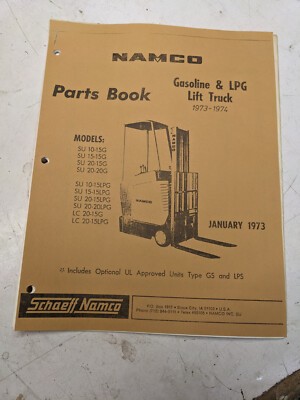 NAMCO
Parts Book
Gasoline & LPG
Lift Truck
1973-1974
MODELS:
SU 10-15G
SU 15-15G
SU 20-15G
SU 20-20G
SU 10-15LPG
SU 15-15LPG
SU 20-15LPG
SU 20-20LPG
LC 20-15G
LC 20-15LPG
JANUARY 1973
Includes Optional UL Approved Units Type GS and LPS
Schaeff Namco